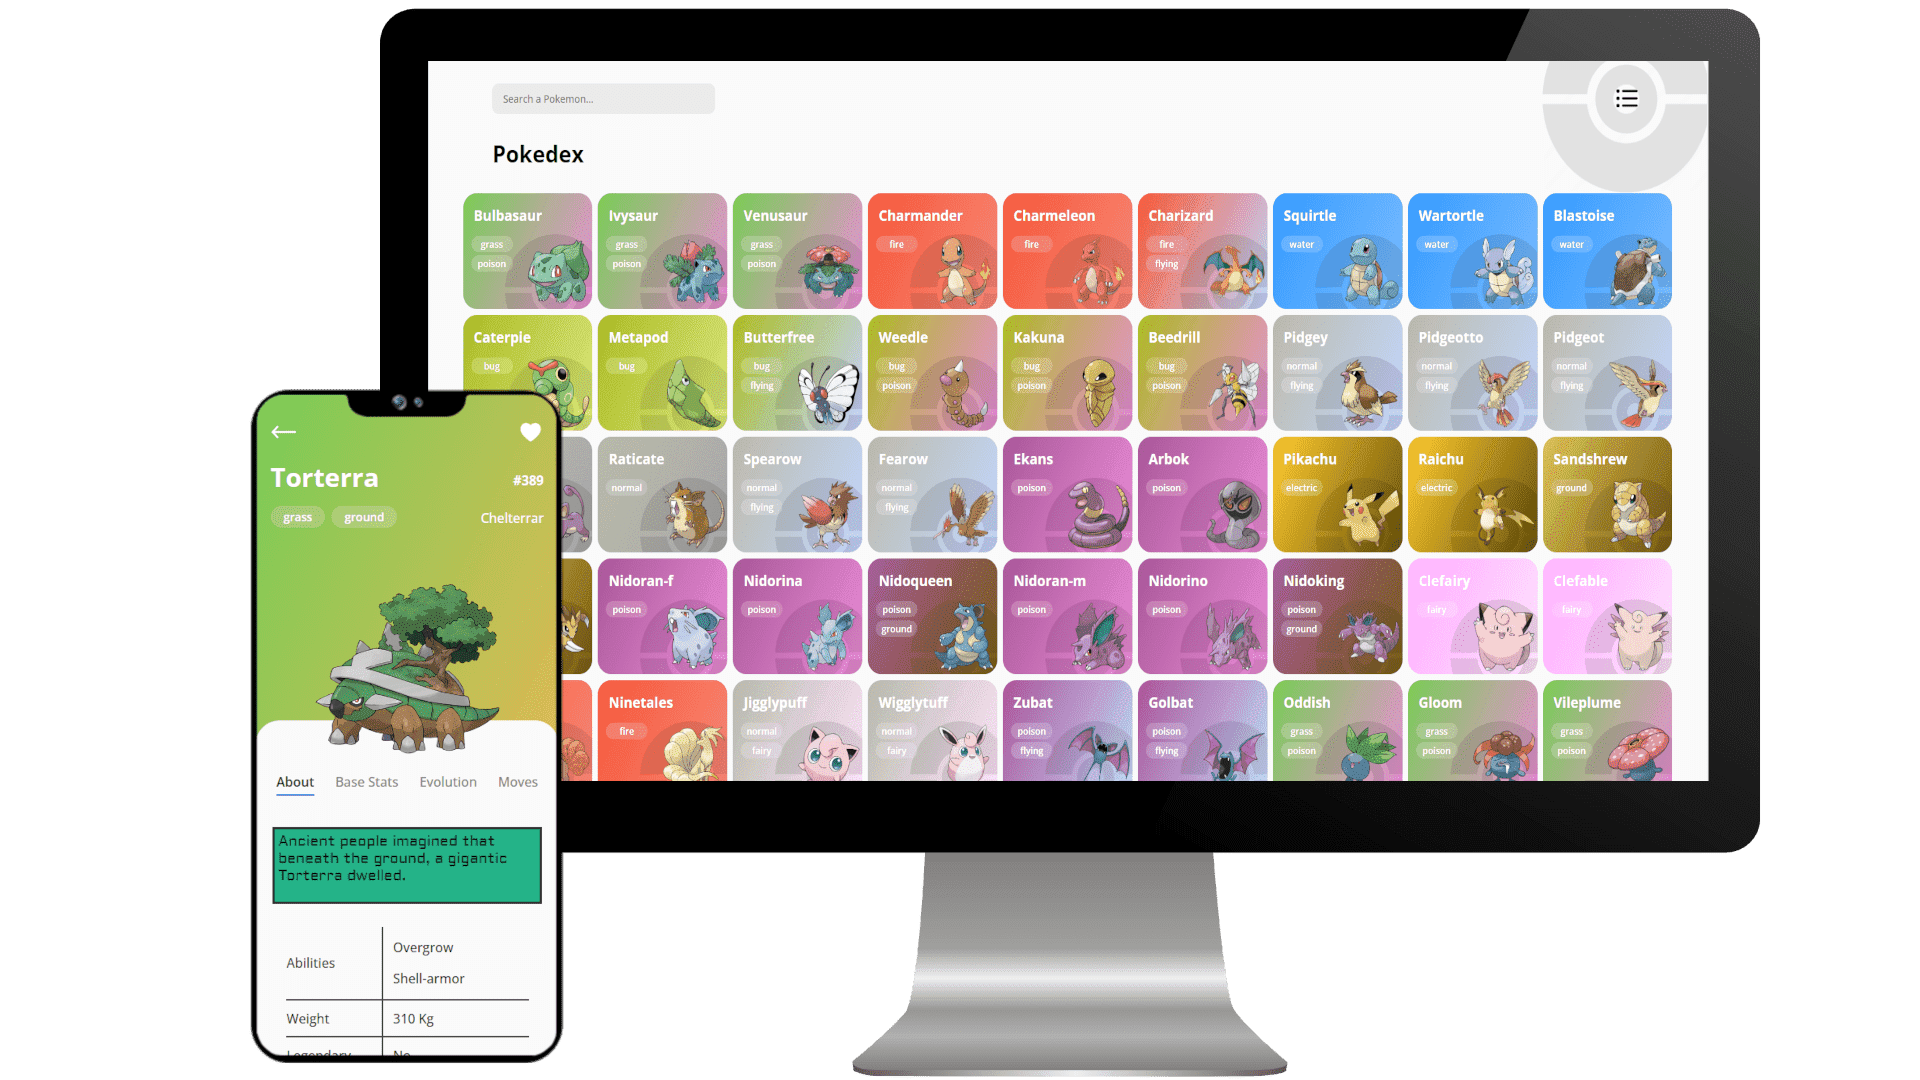 Search a Pokemon...
Pokedex
Bulbasaur
grass
poison
Ivysaur
grass
poison
Venusaur
grass
poison
Charmander
fire
Charmeleon
fire
Charizard
fire
flying
Squirtle
water
Wartortle
water
Blastoise
water
Caterpie
bug
Metapod
bug
Butterfree
bug
flying
Weedle
bug
poison
Kakuna
bug
poison
Beedrill
bug
poison
Pidgey
normal
flying
Pidgeotto
normal
flying
Pidgeot
normal
flying
Raticate
normal
Spearow
normal
flying
Fearow
normal
flying
Ekans
poison
Arbok
poison
Pikachu
electric
Raichu
electric
Sandshrew
ground
Nidoran-f
poison
Nidorina
poison
Nidoqueen
poison
ground
Nidoran-m
poison
Nidorino
poison
Nidoking
poison
ground
Clefairy
fairy
Clefable
fairy
Ninetales
fire
Jigglypuff
normal
fairy
Wigglytuff
normal
fairy
Zubat
poison
flying
Golbat
poison
flying
Oddish
grass
poison
Gloom
grass
poison
Vileplume
grass
poison
Torterra #389
grass ground Chelterrar
About Base Stats Evolution Moves
Ancient people imagined that
beneath the ground, a gigantic
Torterra dwelled.
Abilities
Overgrow
Shell-armor
Weight 310 Kg
Legendary No